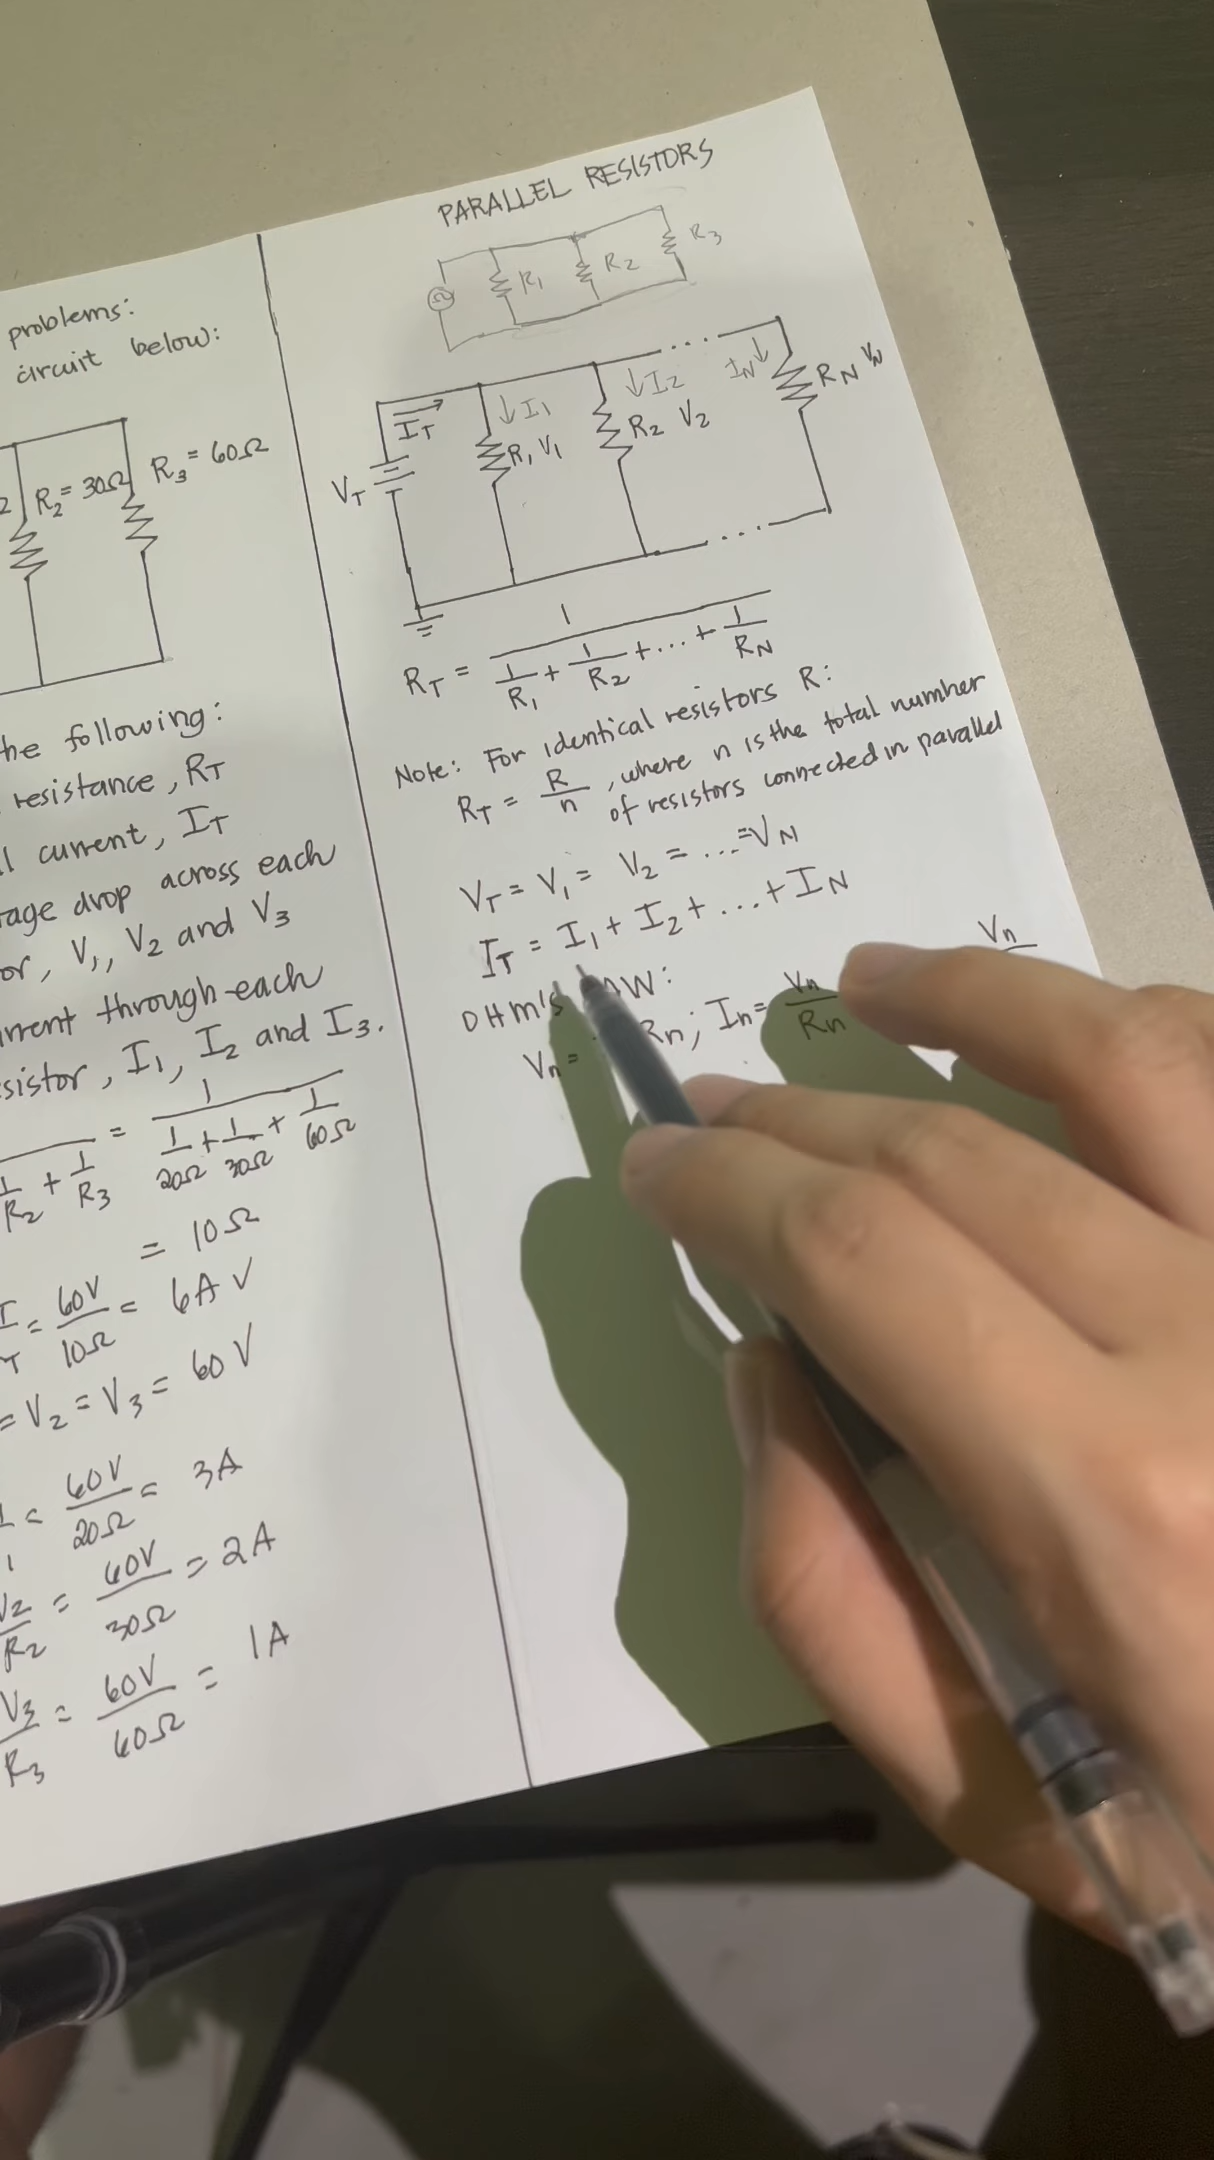 problems:
circuit below:
2
R2 = 30Ω
R3 = 60Ω
the following:
resistance, RT
current, IT
drop across each
V1, V2 and V3
through each
I1, I2 and I3.
1/R2 + 1/R3 = 1/(1/20Ω + 1/30Ω + 1/60Ω)
= 10Ω
= 60V/10Ω = 6A V
= V2 = V3 = 60 V
= 60V/20Ω = 3A
V2/R2 = 60V/30Ω = 2A
V3/R3 = 60V/60Ω = 1A
PARALLEL RESISTORS
Ω R1 R2 R3
VT IT I1 R1 V1 I2 R2 V2 ... IN RN VN
...
RT = 1/(1/R1 + 1/R2 + ... + 1/RN)
Note: For identical resistors R:
RT = R/n, where n is the total number
of resistors connected in parallel
VT = V1 = V2 = ... = VN
IT = I1 + I2 + ... + IN
OHM'S
Vn = Rn; In = Vn/Rn
Vn